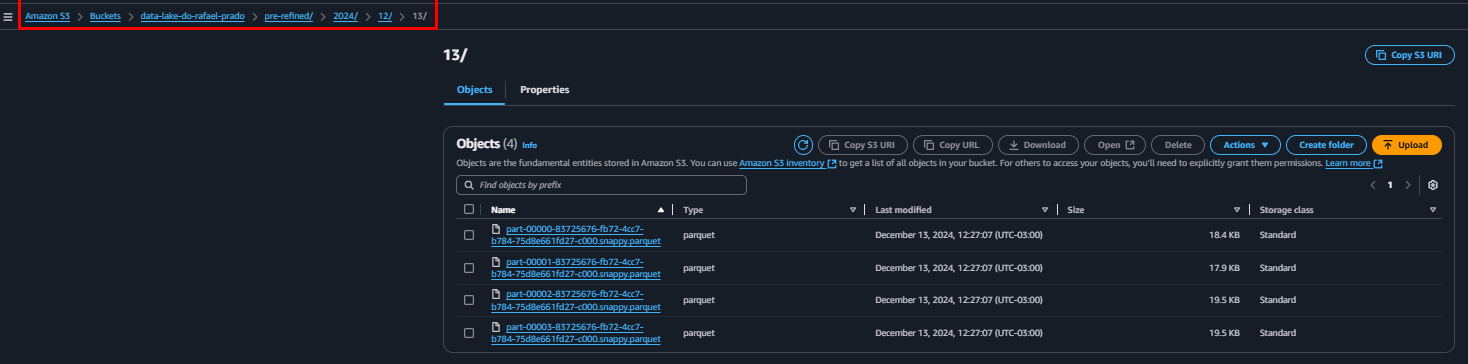 Amazon S3 > Buckets > data-lake-do-rafael-prado > pre-refined/ > 2024/ > 12/ > 13/
13/
Copy S3 URI
Objects Properties
Objects (4) Info
Copy S3 URI Copy URL Download Open Delete Actions Create folder Upload
Objects are the fundamental entities stored in Amazon S3. You can use Amazon S3 inventory to get a list of all objects in your bucket. For others to access your objects, you'll need to explicitly grant them permissions. Learn more
Find objects by prefix
< 1 >
Name Type Last modified Size Storage class
part-00000-83725676-fb72-4cc7-
b784-75d8e661fd27-c000.snappy.parquet parquet December 13, 2024, 12:27:07 (UTC-03:00) 18.4 KB Standard
part-00001-83725676-fb72-4cc7-
b784-75d8e661fd27-c000.snappy.parquet parquet December 13, 2024, 12:27:07 (UTC-03:00) 17.9 KB Standard
part-00002-83725676-fb72-4cc7-
b784-75d8e661fd27-c000.snappy.parquet parquet December 13, 2024, 12:27:07 (UTC-03:00) 19.5 KB Standard
part-00003-83725676-fb72-4cc7-
b784-75d8e661fd27-c000.snappy.parquet parquet December 13, 2024, 12:27:07 (UTC-03:00) 19.5 KB Standard